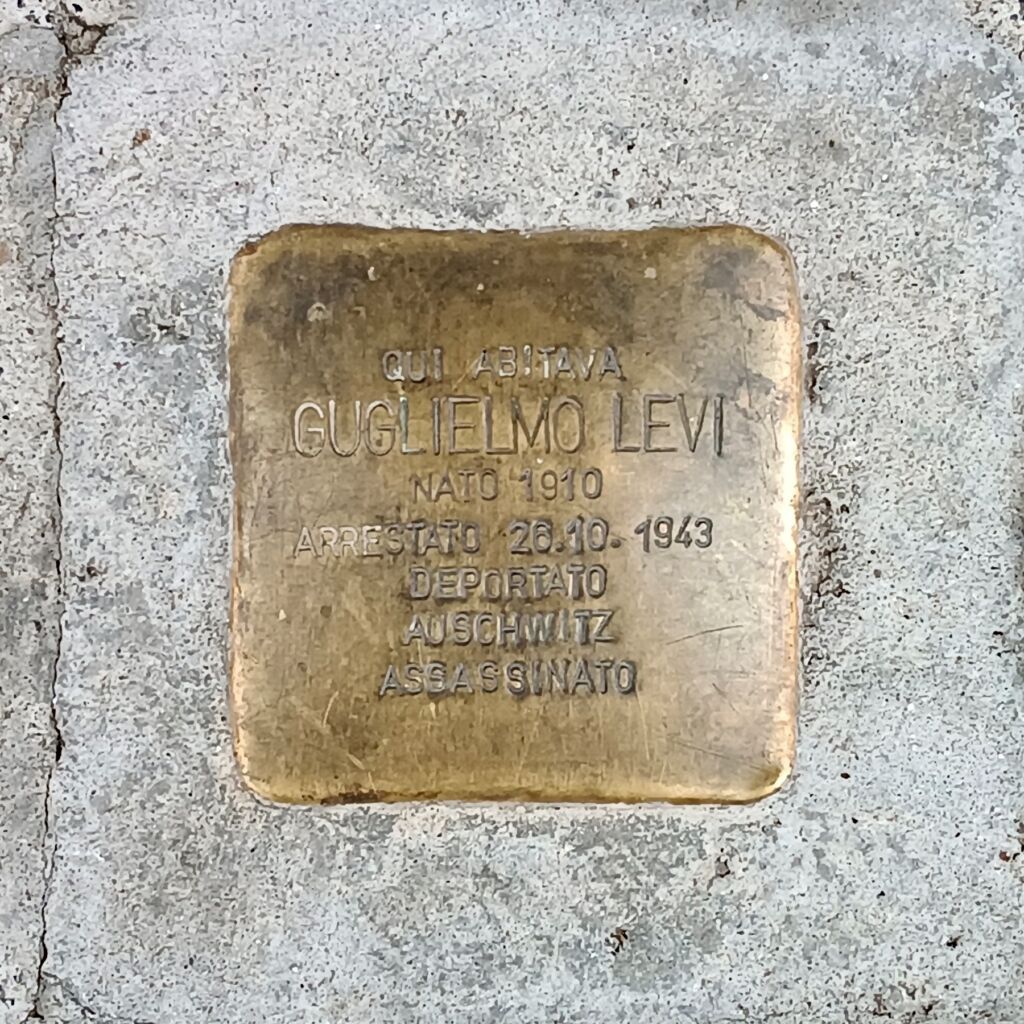 QUI ABITAVA
GUGLIELMO LEVI
NATO 1910
ARRESTATO 26.10.1943
DEPORTATO
AUSCHWITZ
ASSASSINATO